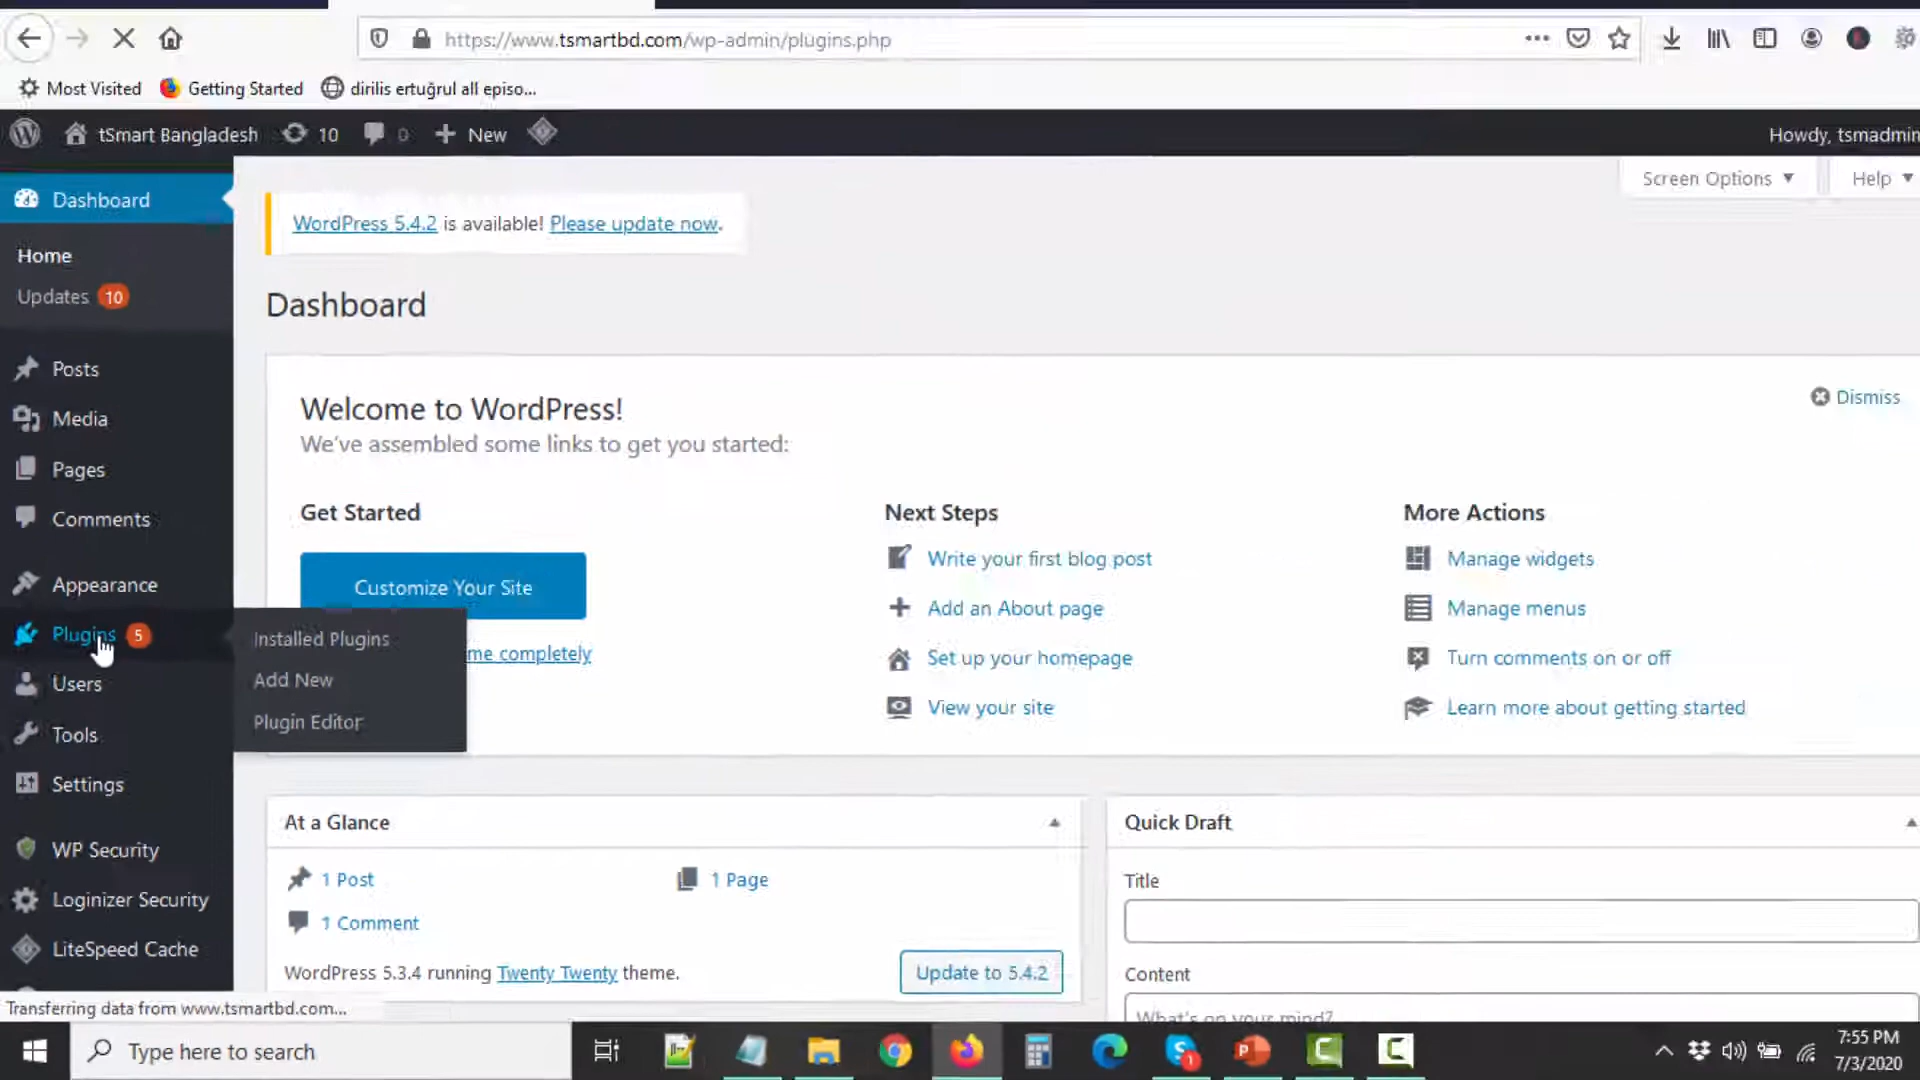 https://www.tsmartbd.com/wp-admin/plugins.php
Most Visited Getting Started dirilis ertuğrul all episo...
tSmart Bangladesh 10 0 New Howdy, tsmadmin
Dashboard
Home
Updates 10
Posts
Media
Pages
Comments
Appearance
Plugins 5
Users
Tools
Settings
WP Security
Loginizer Security
LiteSpeed Cache
Installed Plugins
Add New
Plugin Editor
Screen Options Help
WordPress 5.4.2 is available! Please update now.
Dashboard
Welcome to WordPress!
Dismiss
We've assembled some links to get you started:
Get Started
Customize Your Site
me completely
Next Steps
Write your first blog post
Add an About page
Set up your homepage
View your site
More Actions
Manage widgets
Manage menus
Turn comments on or off
Learn more about getting started
At a Glance
1 Post 1 Page
1 Comment
WordPress 5.3.4 running Twenty Twenty theme.
Update to 5.4.2
Quick Draft
Title
Content
What's on your mind?
Transferring data from www.tsmartbd.com...
Type here to search
1
7:55 PM
7/3/2020